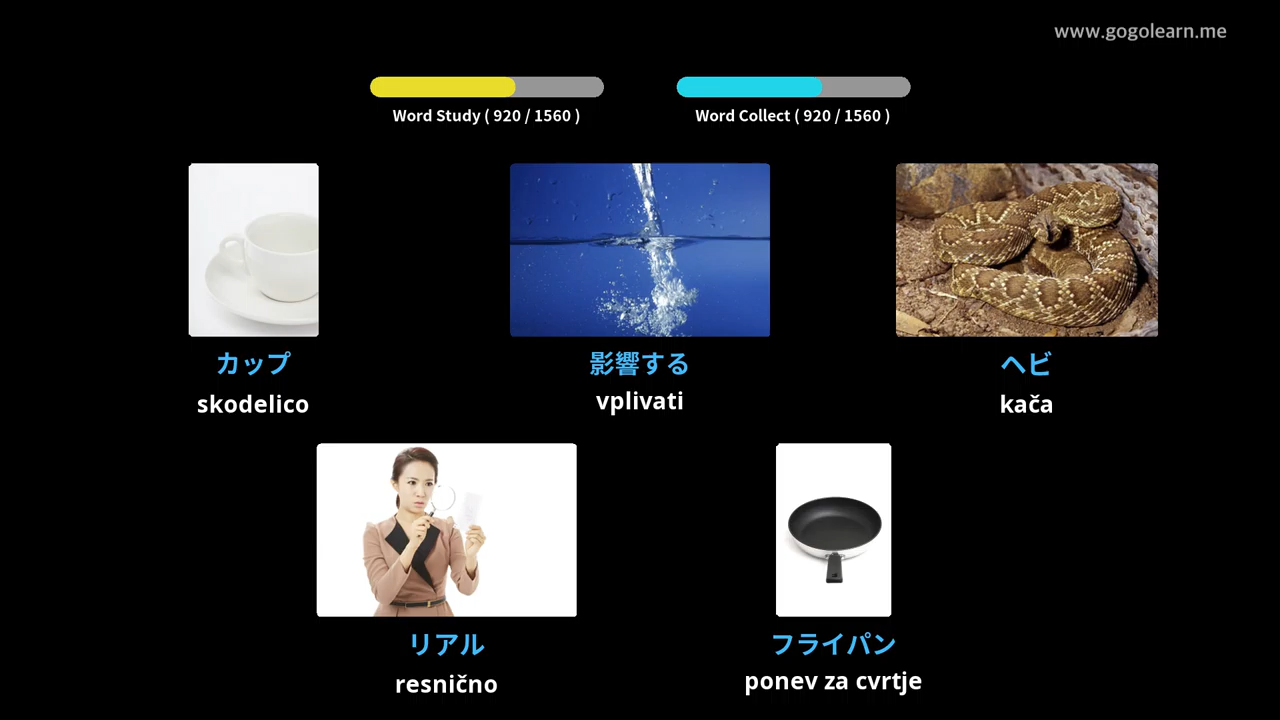 www.gogolearn.me
Word Study ( 920 / 1560 )
Word Collect ( 920 / 1560 )
カップ
skodelico
影響する
vplivati
ヘビ
kača
リアル
resnično
フライパン
ponev za cvrtje